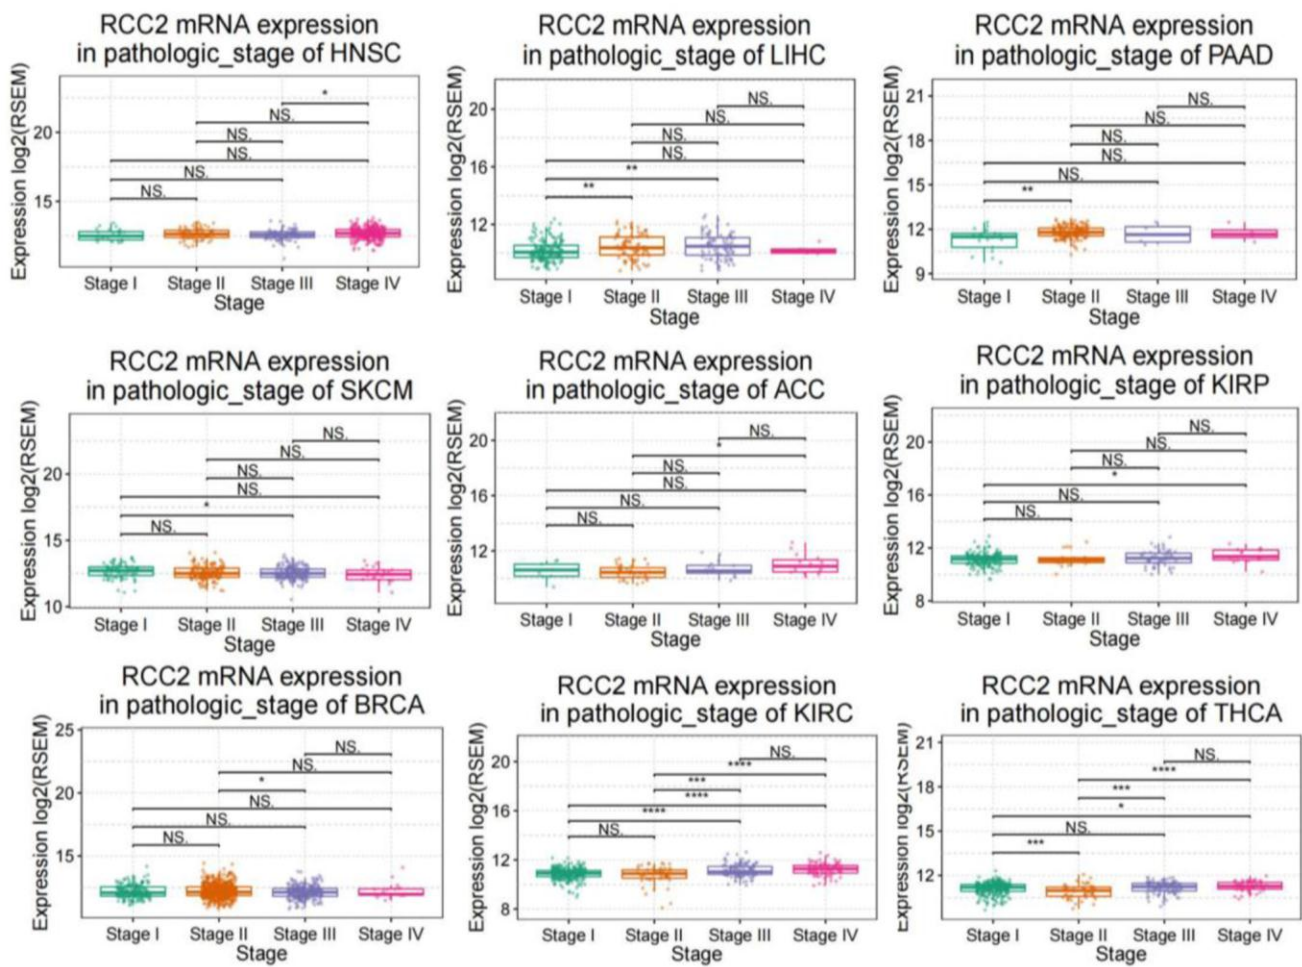 RCC2 mRNA expression
in pathologic_stage of HNSC
Expression log2(RSEM)
20
15
*
NS.
NS.
NS.
NS.
NS.
Stage I Stage II Stage III Stage IV
Stage
RCC2 mRNA expression
in pathologic_stage of LIHC
Expression log2(RSEM)
20
16
12
NS.
NS.
NS.
NS.
**
**
Stage I Stage II Stage III Stage IV
Stage
RCC2 mRNA expression
in pathologic_stage of PAAD
Expression log2(RSEM)
21
18
15
12
9
NS.
NS.
NS.
NS.
NS.
**
Stage I Stage II Stage III Stage IV
Stage
RCC2 mRNA expression
in pathologic_stage of SKCM
Expression log2(RSEM)
20
15
10
NS.
NS.
NS.
NS.
*
NS.
Stage I Stage II Stage III Stage IV
Stage
RCC2 mRNA expression
in pathologic_stage of ACC
Expression log2(RSEM)
20
16
12
NS.
*
NS.
NS.
NS.
NS.
Stage I Stage II Stage III Stage IV
Stage
RCC2 mRNA expression
in pathologic_stage of KIRP
Expression log2(RSEM)
20
16
12
8
NS.
NS.
NS.
*
NS.
NS.
Stage I Stage II Stage III Stage IV
Stage
RCC2 mRNA expression
in pathologic_stage of BRCA
Expression log2(RSEM)
25
20
15
NS.
NS.
*
NS.
NS.
NS.
Stage I Stage II Stage III Stage IV
Stage
RCC2 mRNA expression
in pathologic_stage of KIRC
Expression log2(RSEM)
20
16
12
8
NS.
****
***
****
****
NS.
Stage I Stage II Stage III Stage IV
Stage
RCC2 mRNA expression
in pathologic_stage of THCA
Expression log2(RSEM)
21
18
15
12
NS.
****
***
*
NS.
***
Stage I Stage II Stage III Stage IV
Stage